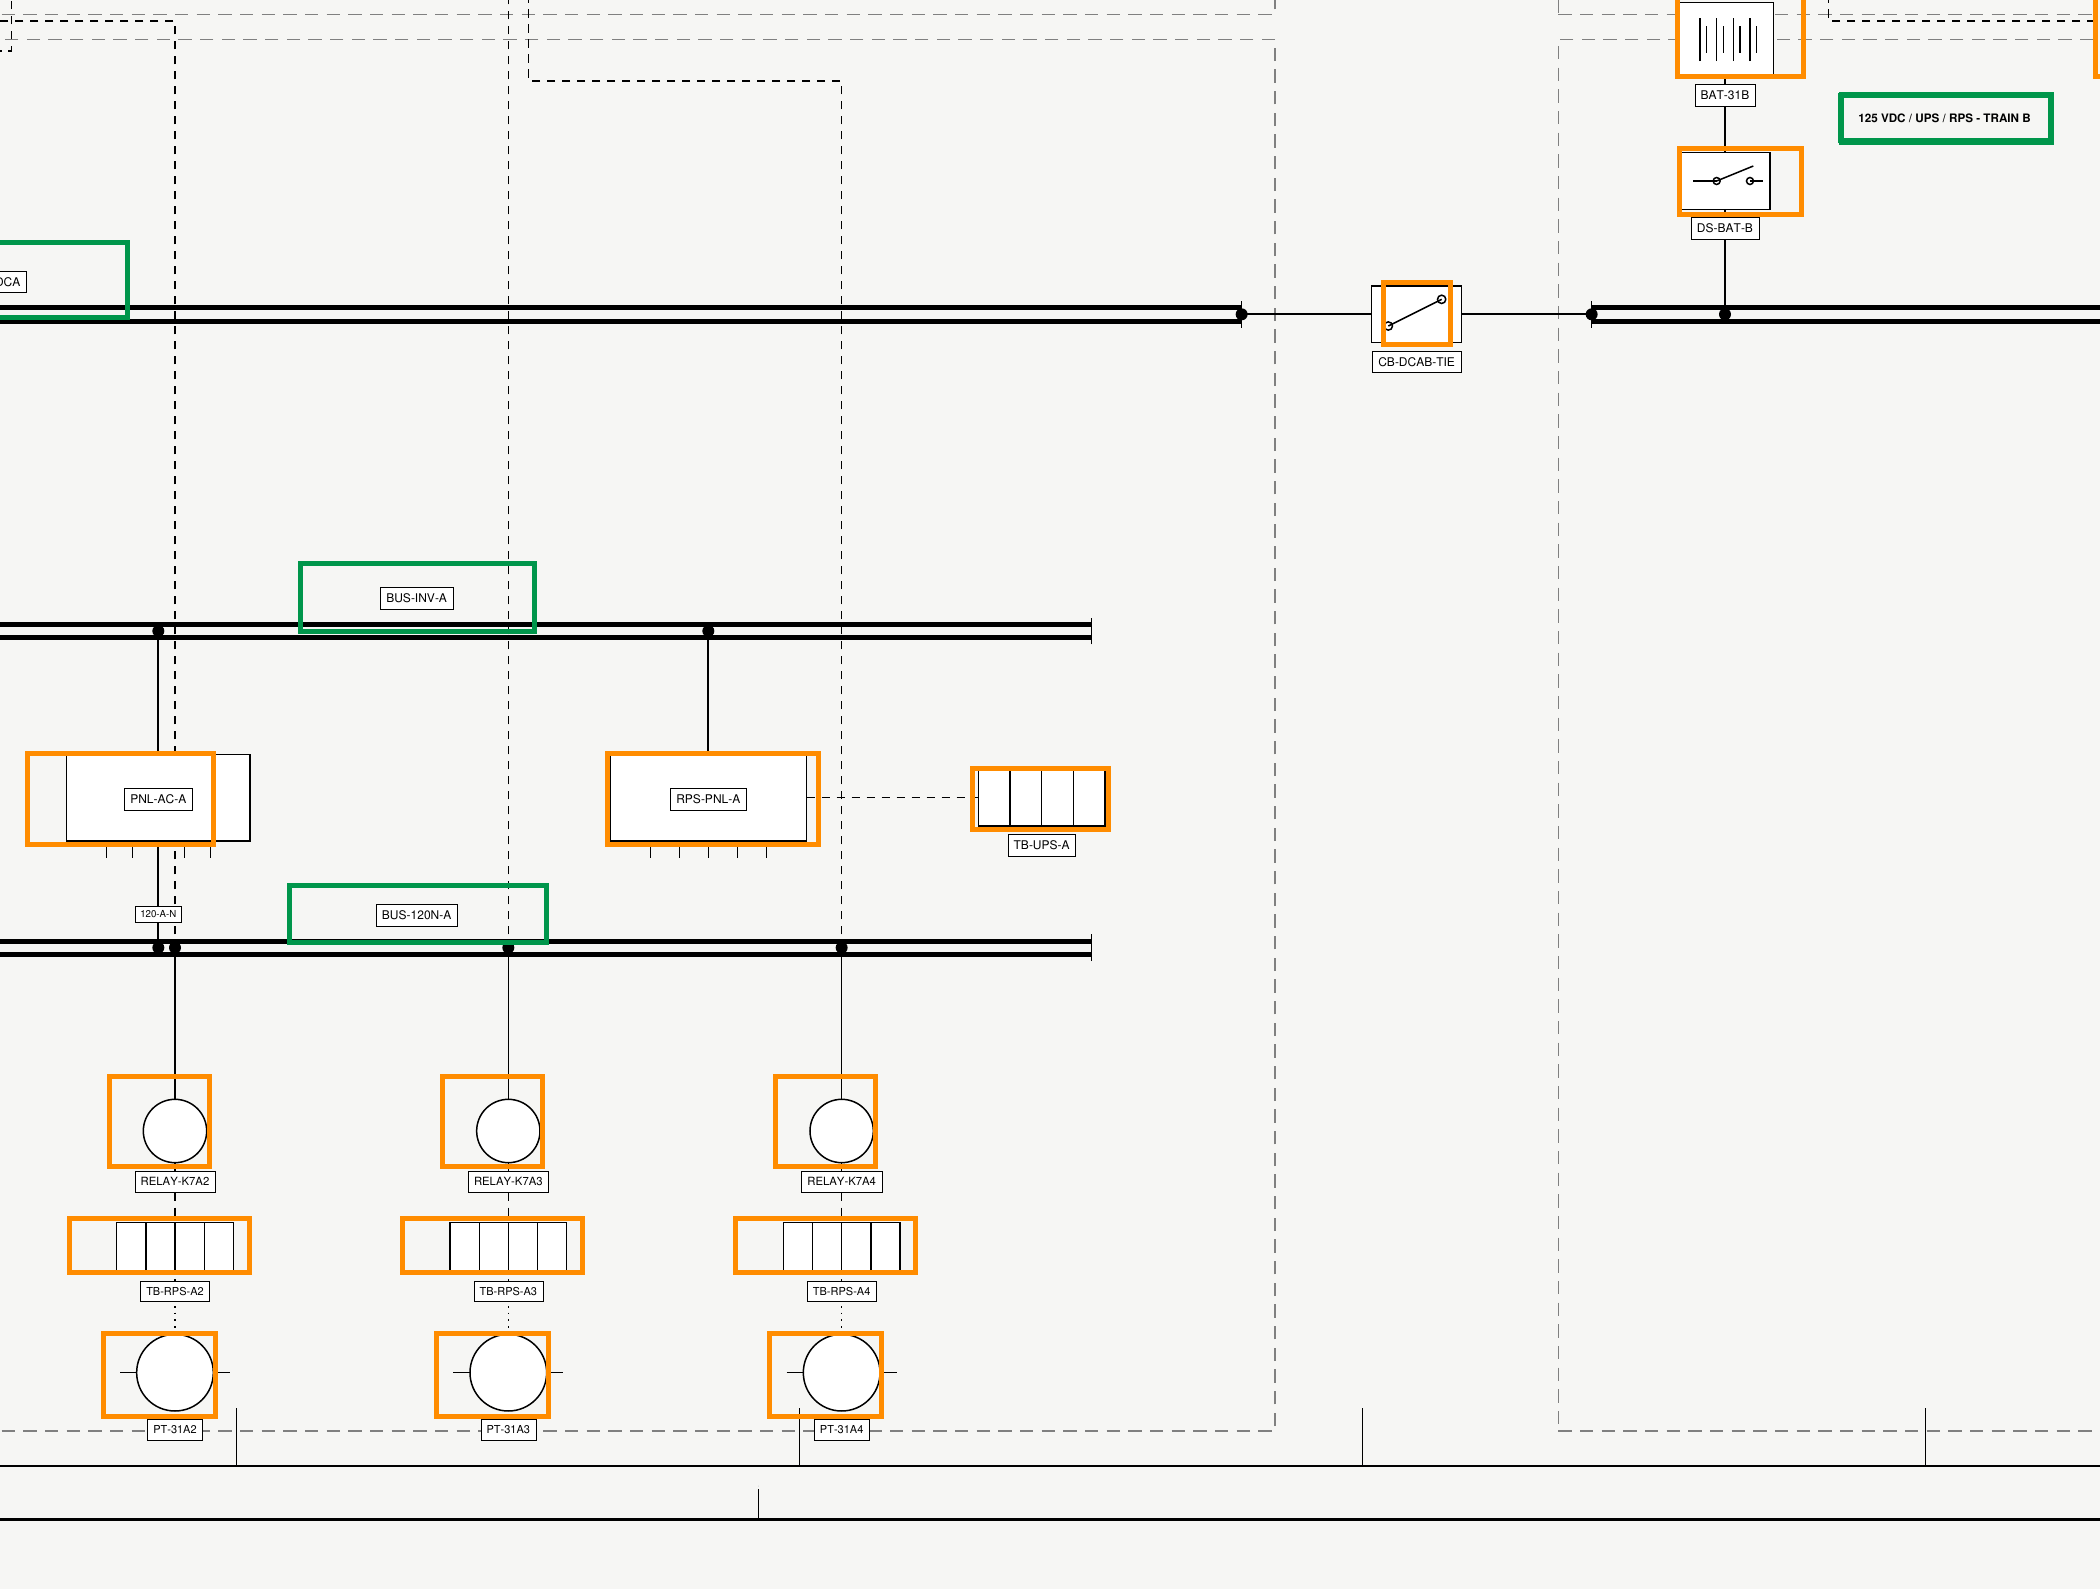 BAT-31B
125 VDC / UPS / RPS - TRAIN B
DS-BAT-B
DCA
CB-DCAB-TIE
BUS-INV-A
PNL-AC-A
RPS-PNL-A
TB-UPS-A
120-A-N
BUS-120N-A
RELAY-K7A2
RELAY-K7A3
RELAY-K7A4
TB-RPS-A2
TB-RPS-A3
TB-RPS-A4
PT-31A2
PT-31A3
PT-31A4